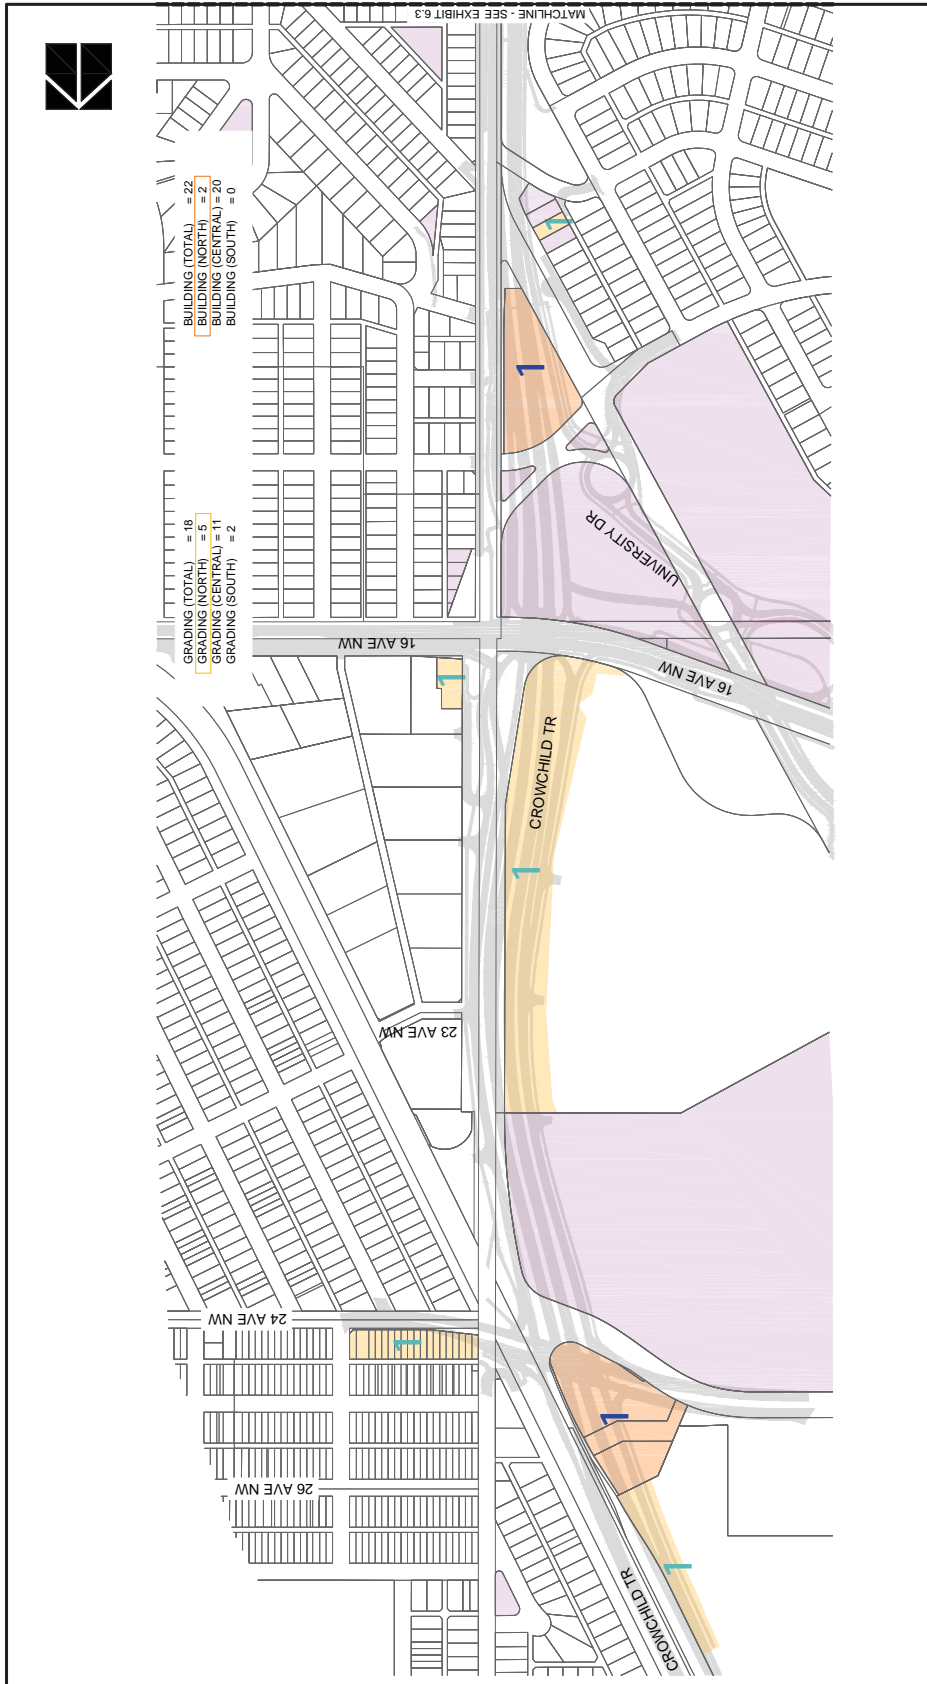 MATCHLINE - SEE EXHIBIT 6.3
BUILDING (TOTAL) = 22
BUILDING (NORTH) = 2
BUILDING (CENTRAL) = 20
BUILDING (SOUTH) = 0
GRADING (TOTAL) = 18
GRADING (NORTH) = 5
GRADING (CENTRAL) = 11
GRADING (SOUTH) = 2
1
1
UNIVERSITY DR
16 AVE NW
16 AVE NW
1
CROWCHILD TR
1
23 AVE NW
24 AVE NW
1
1
26 AVE NW
1
CROWCHILD TR